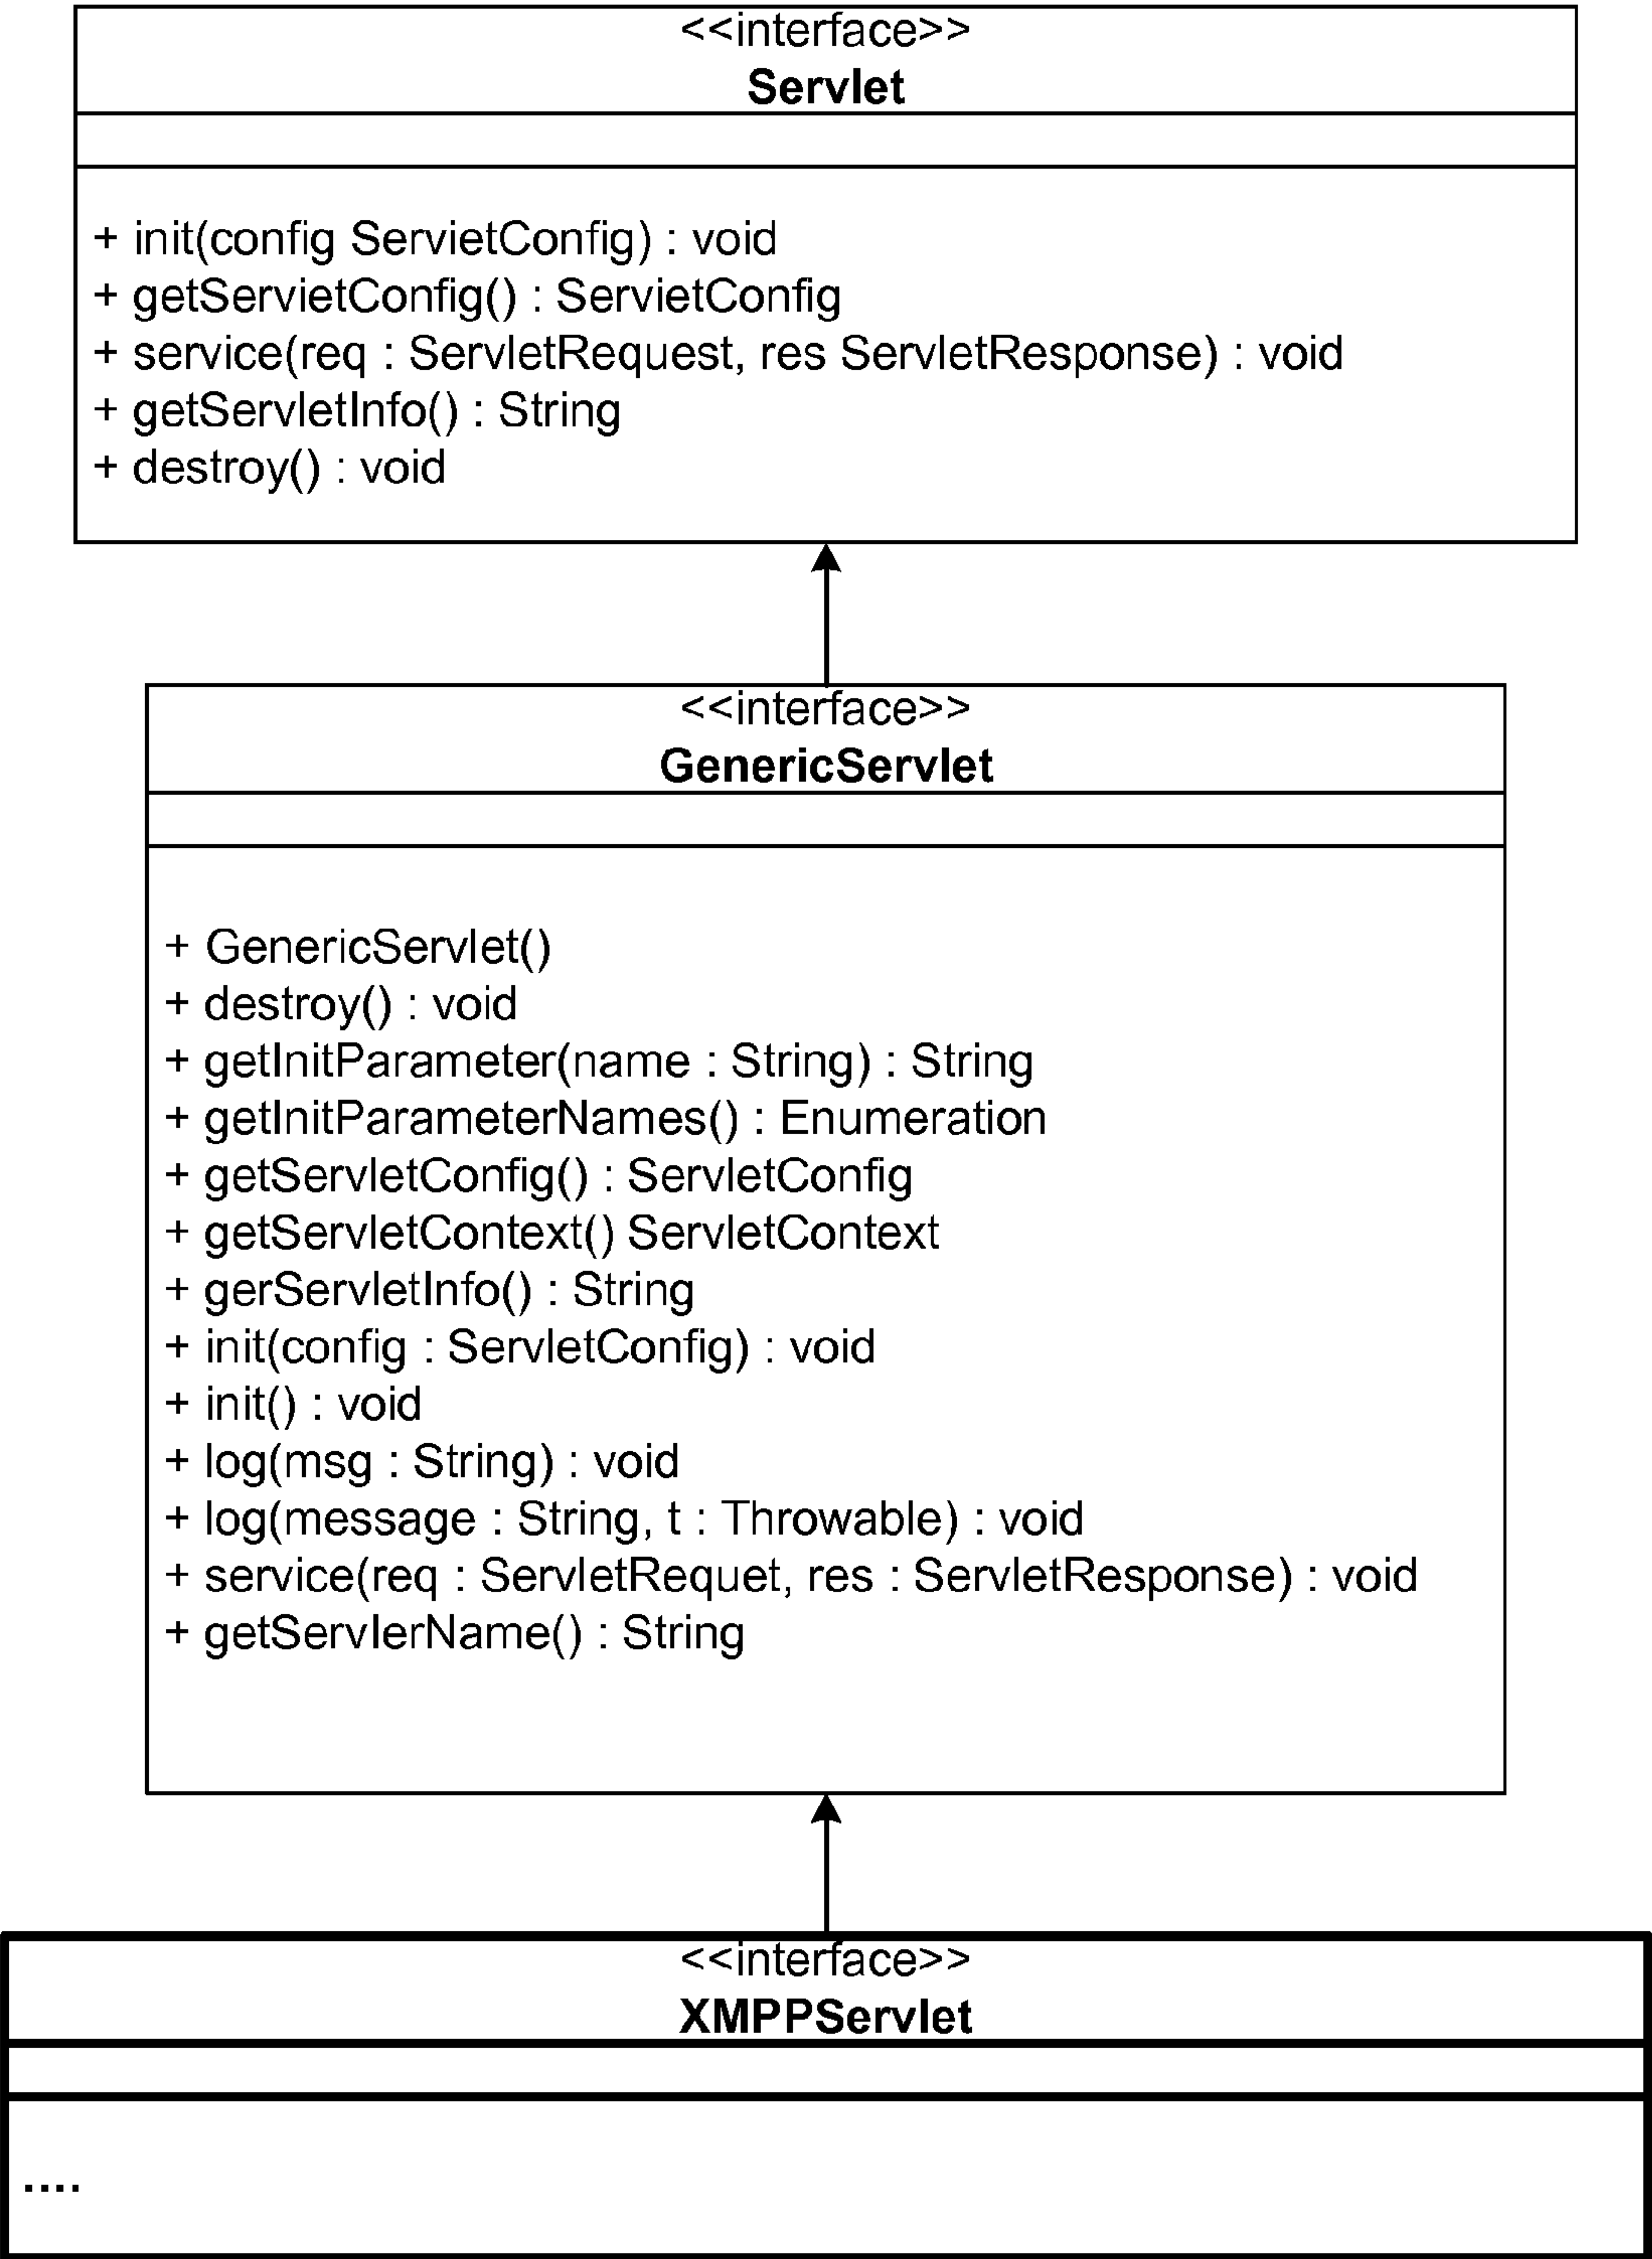 <<interface>>
Servlet
+ init(config ServietConfig) : void
+ getServietConfig() : ServietConfig
+ service(req : ServletRequest, res ServletResponse) : void
+ getServletInfo() : String
+ destroy() : void
<<interface>>
GenericServlet
+ GenericServlet()
+ destroy() : void
+ getInitParameter(name : String) : String
+ getInitParameterNames() : Enumeration
+ getServletConfig() : ServletConfig
+ getServletContext() ServletContext
+ gerServletInfo() : String
+ init(config : ServletConfig) : void
+ init() : void
+ log(msg : String) : void
+ log(message : String, t : Throwable) : void
+ service(req : ServletRequet, res : ServletResponse) : void
+ getServlerName() : String
<<interface>>
XMPPServlet
....